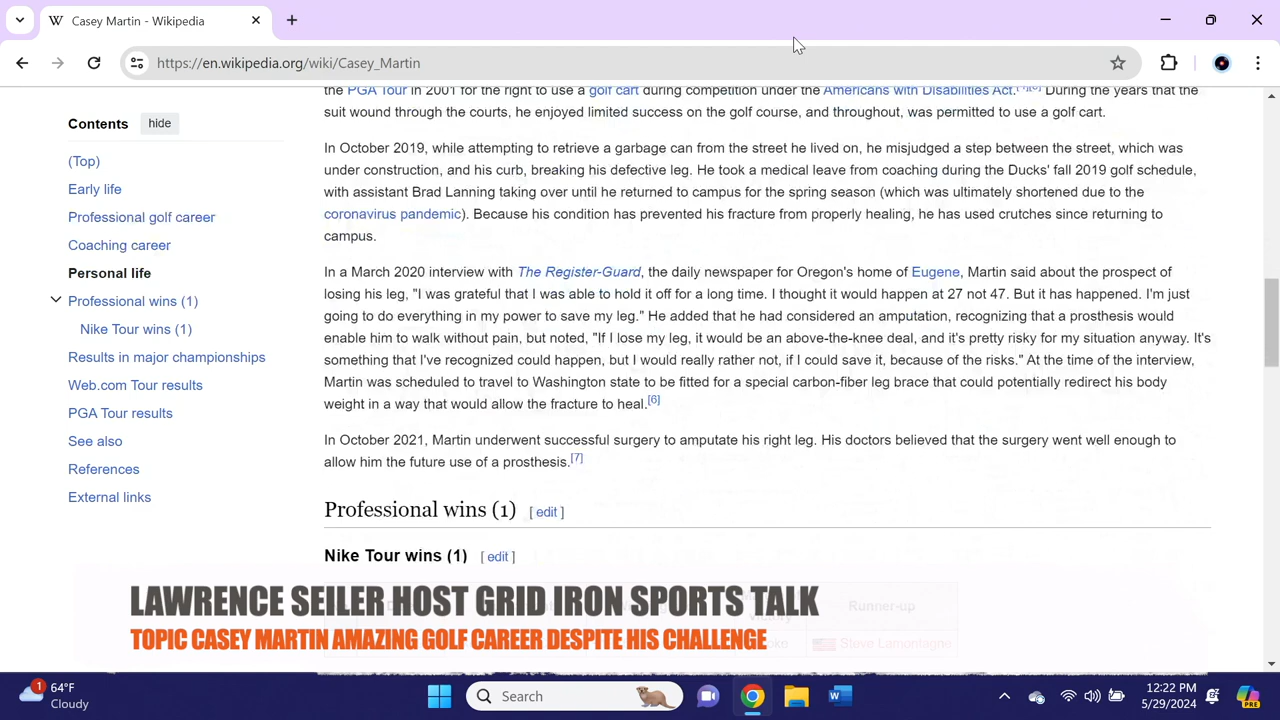 Casey Martin - Wikipedia
https://en.wikipedia.org/wiki/Casey_Martin
Contents hide
(Top)
Early life
Professional golf career
Coaching career
Personal life
Professional wins (1)
Nike Tour wins (1)
Results in major championships
Web.com Tour results
PGA Tour results
See also
References
External links
the PGA Tour in 2001 for the right to use a golf cart during competition under the Americans with Disabilities Act. During the years that the
suit wound through the courts, he enjoyed limited success on the golf course, and throughout, was permitted to use a golf cart.
In October 2019, while attempting to retrieve a garbage can from the street he lived on, he misjudged a step between the street, which was
under construction, and his curb, breaking his defective leg. He took a medical leave from coaching during the Ducks' fall 2019 golf schedule,
with assistant Brad Lanning taking over until he returned to campus for the spring season (which was ultimately shortened due to the
coronavirus pandemic). Because his condition has prevented his fracture from properly healing, he has used crutches since returning to
campus.
In a March 2020 interview with The Register-Guard, the daily newspaper for Oregon's home of Eugene, Martin said about the prospect of
losing his leg, "I was grateful that I was able to hold it off for a long time. I thought it would happen at 27 not 47. But it has happened. I'm just
going to do everything in my power to save my leg." He added that he had considered an amputation, recognizing that a prosthesis would
enable him to walk without pain, but noted, "If I lose my leg, it would be an above-the-knee deal, and it's pretty risky for my situation anyway. It's
something that I've recognized could happen, but I would really rather not, if I could save it, because of the risks." At the time of the interview,
Martin was scheduled to travel to Washington state to be fitted for a special carbon-fiber leg brace that could potentially redirect his body
weight in a way that would allow the fracture to heal.[6]
In October 2021, Martin underwent successful surgery to amputate his right leg. His doctors believed that the surgery went well enough to
allow him the future use of a prosthesis.[7]
Professional wins (1) [ edit ]
Nike Tour wins (1) [ edit ]
Runner-up
Steve Lamontagne
LAWRENCE SEILER HOST GRID IRON SPORTS TALK
TOPIC CASEY MARTIN AMAZING GOLF CAREER DESPITE HIS CHALLENGE
1
64°F
Cloudy
Search
W
PRE
12:22 PM
5/29/2024